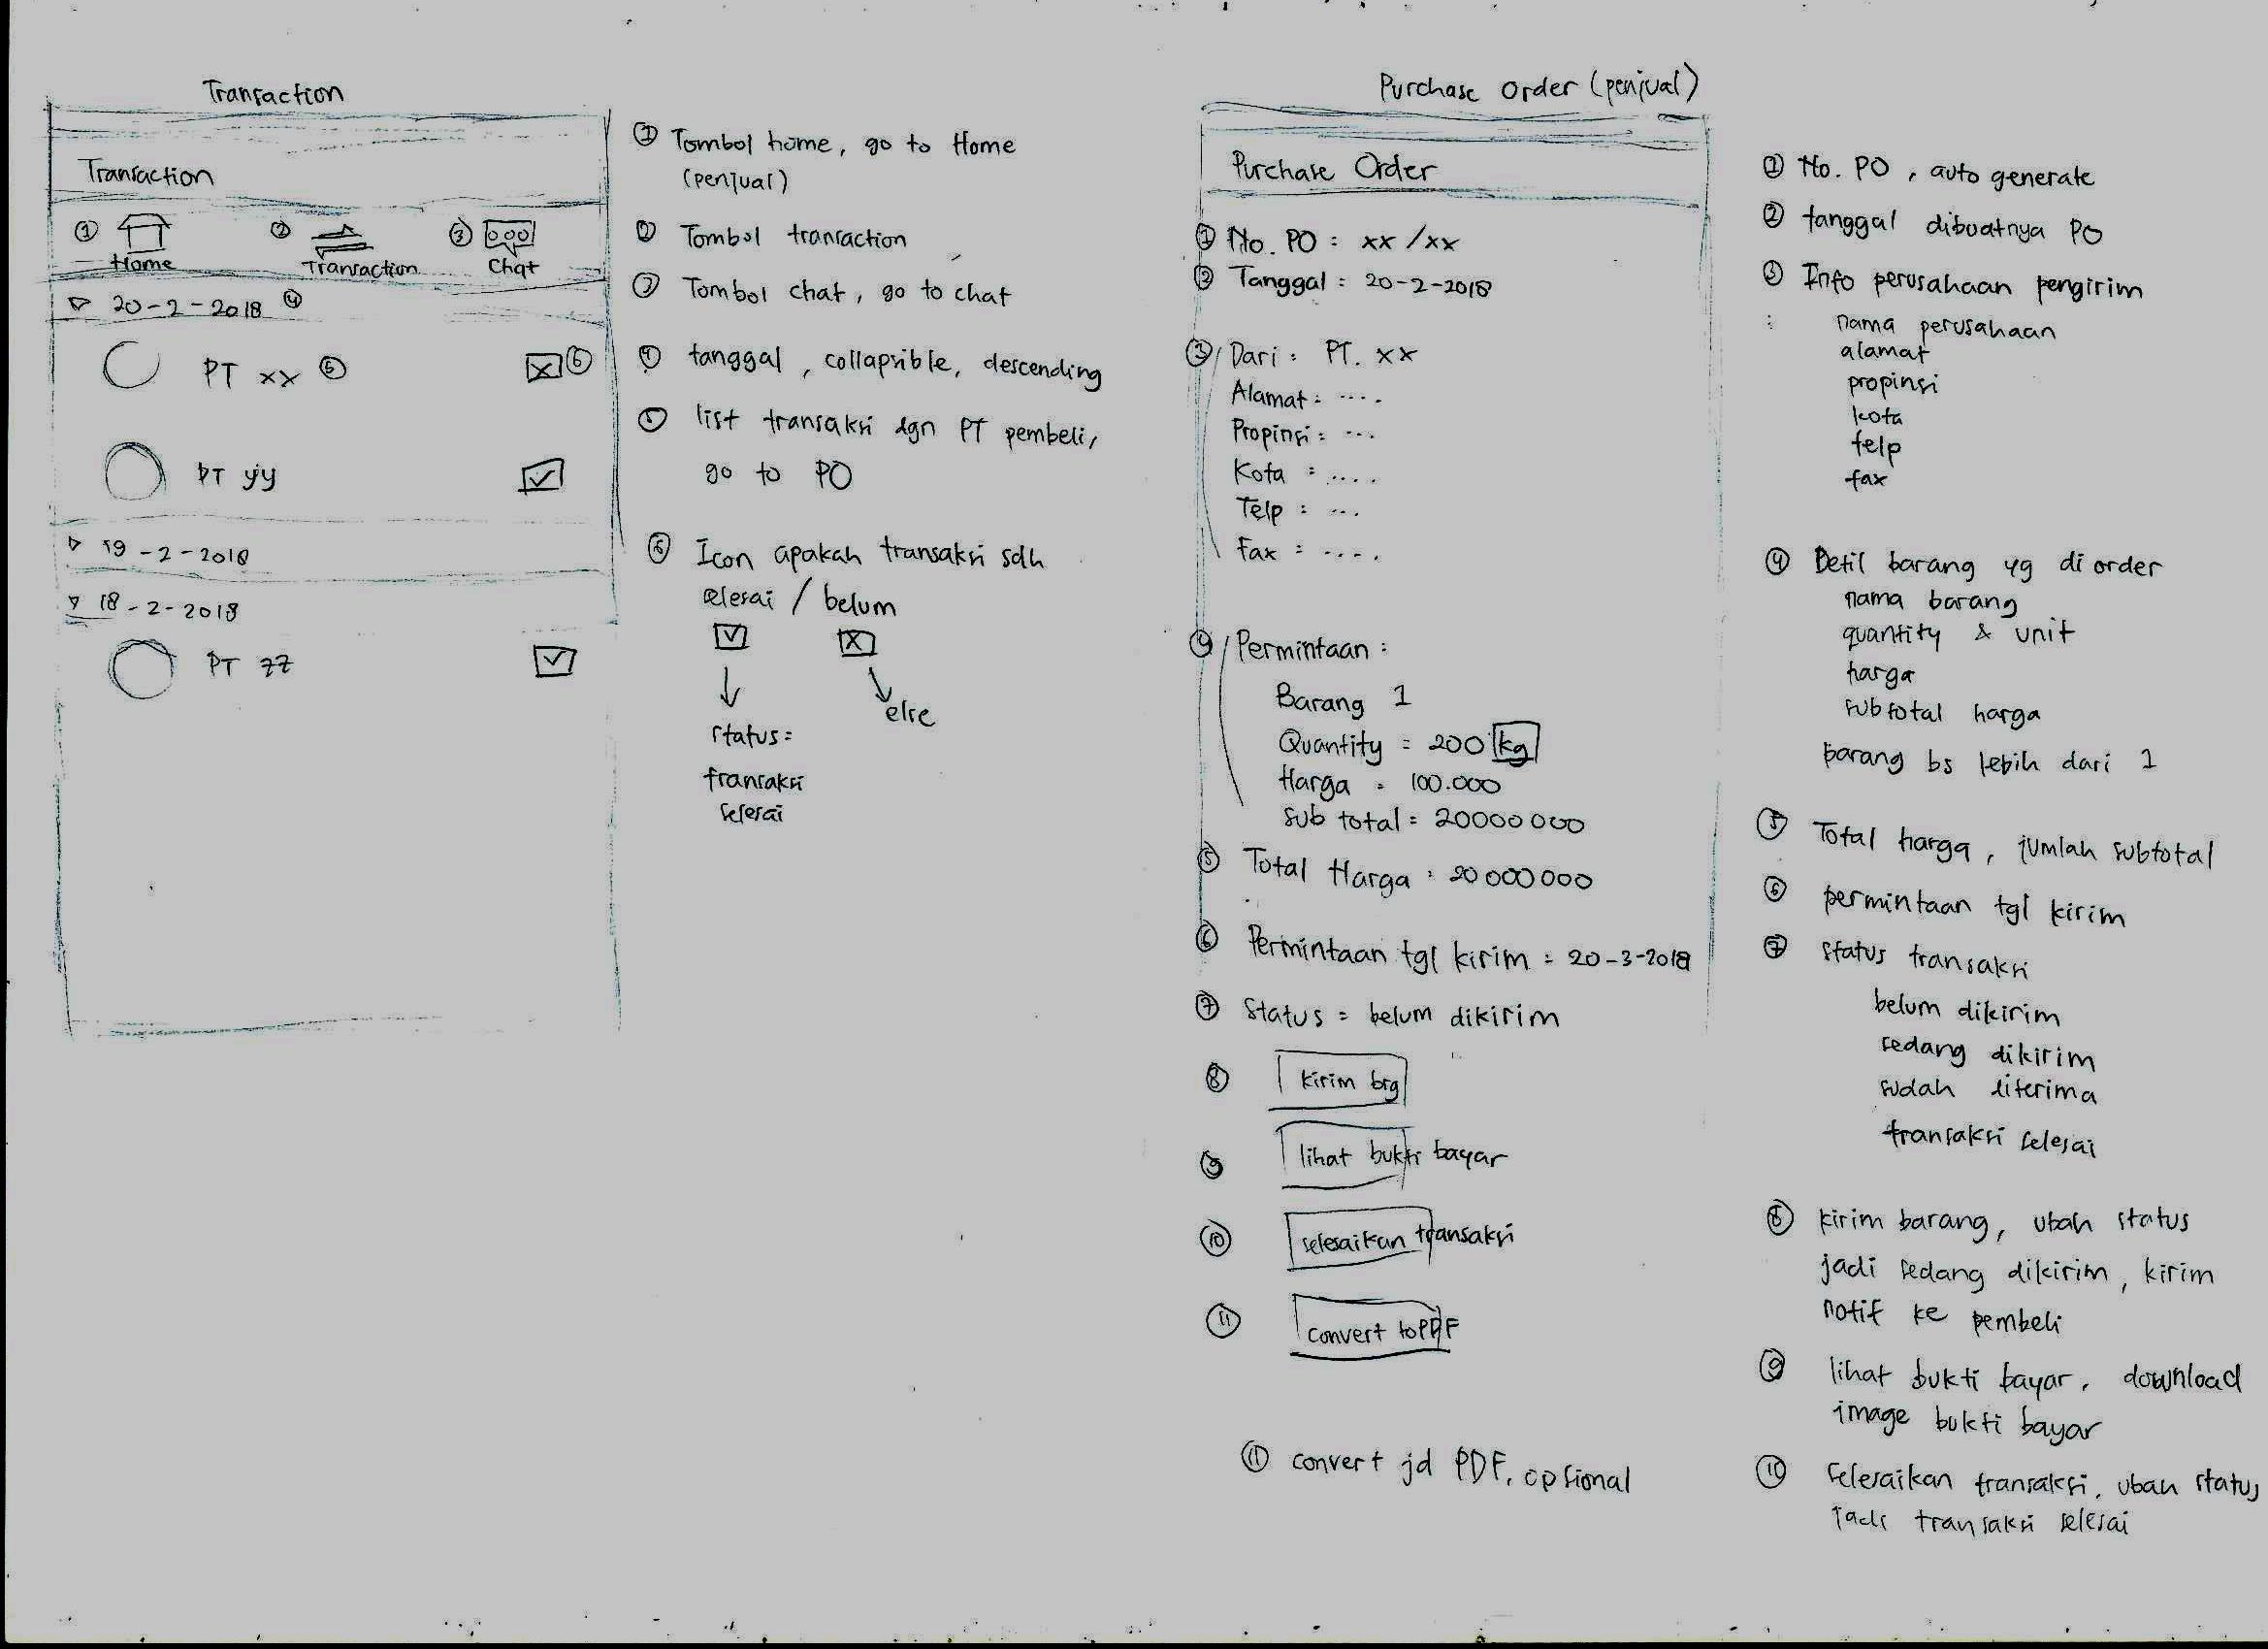 Transaction
Transaction
① Home
② Transaction
③ Chat
20-2-2018 ④
PT xx ⑤ ⑥
PT yy
19-2-2018
18-2-2018
PT zz
① Tombol home, go to Home
(penjual)
② Tombol transaction
③ Tombol chat, go to chat
④ tanggal, collapsible, descending
⑤ list transaksi dgn PT pembeli,
go to PO
⑥ Icon apakah transaksi sdh
selesai / belum
else
status =
transaksi
selesai
Purchase Order (penjual)
Purchase Order
① No. PO : xx /xx
② Tanggal : 20-2-2018
③ Dari : PT. xx
Alamat : ....
Propinsi : ...
Kota : ....
Telp : ...
Fax : ....
④ Permintaan :
Barang 1
Quantity = 200 kg
Harga = 100.000
Sub total = 20000000
⑤ Total Harga : 20000000
⑥ Permintaan tgl kirim = 20-3-2018
⑦ Status = belum dikirim
⑧ kirim brg
⑨ lihat bukti bayar
⑩ selesaikan transaksi
⑪ convert to PDF
⑪ convert jd PDF, opsional
① No. PO, auto generate
② tanggal dibuatnya PO
③ Info perusahaan pengirim
: nama perusahaan
alamat
propinsi
kota
telp
fax
④ Detil barang yg di order
nama barang
quantity & unit
harga
subtotal harga
barang bs lebih dari 1
⑤ Total harga, jumlah subtotal
⑥ permintaan tgl kirim
⑦ status transaksi
belum dikirim
sedang dikirim
sudah diterima
transaksi selesai
⑧ kirim barang, ubah status
jadi sedang dikirim, kirim
notif ke pembeli
⑨ lihat bukti bayar, download
image bukti bayar
⑩ selesaikan transaksi, ubah status
jadi transaksi selesai